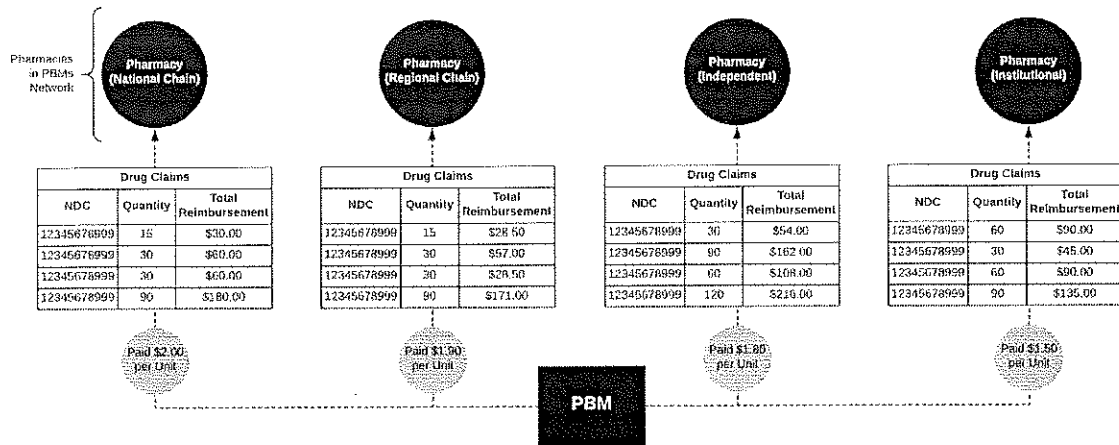 Pharmacies
in PBMs
Network
Pharmacy
(National Chain)
Pharmacy
(Regional Chain)
Pharmacy
(Independent)
Pharmacy
(Institutional)
Drug Claims
NDC Quantity Total
Reimbursement
12345678999 15 $30.00
12345678999 30 $60.00
12345678999 30 $60.00
12345678999 90 $180.00
Drug Claims
NDC Quantity Total
Reimbursement
12345678999 15 $28.50
12345678999 30 $57.00
12345678999 30 $28.50
12345678999 90 $171.00
Drug Claims
NDC Quantity Total
Reimbursement
12345678999 30 $54.00
12345678999 90 $162.00
12345678999 60 $108.00
12345678999 120 $216.00
Drug Claims
NDC Quantity Total
Reimbursement
12345678999 60 $90.00
12345678999 30 $45.00
12345678999 60 $90.00
12345678999 90 $135.00
Paid $2.00
per Unit
Paid $1.90
per Unit
Paid $1.80
per Unit
Paid $1.50
per Unit
PBM